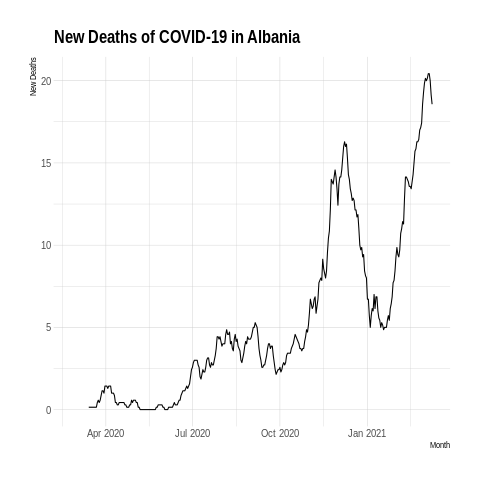 New Deaths of COVID-19 in Albania
New Deaths
20
15
10
5
0
Apr 2020 Jul 2020 Oct 2020 Jan 2021
Month